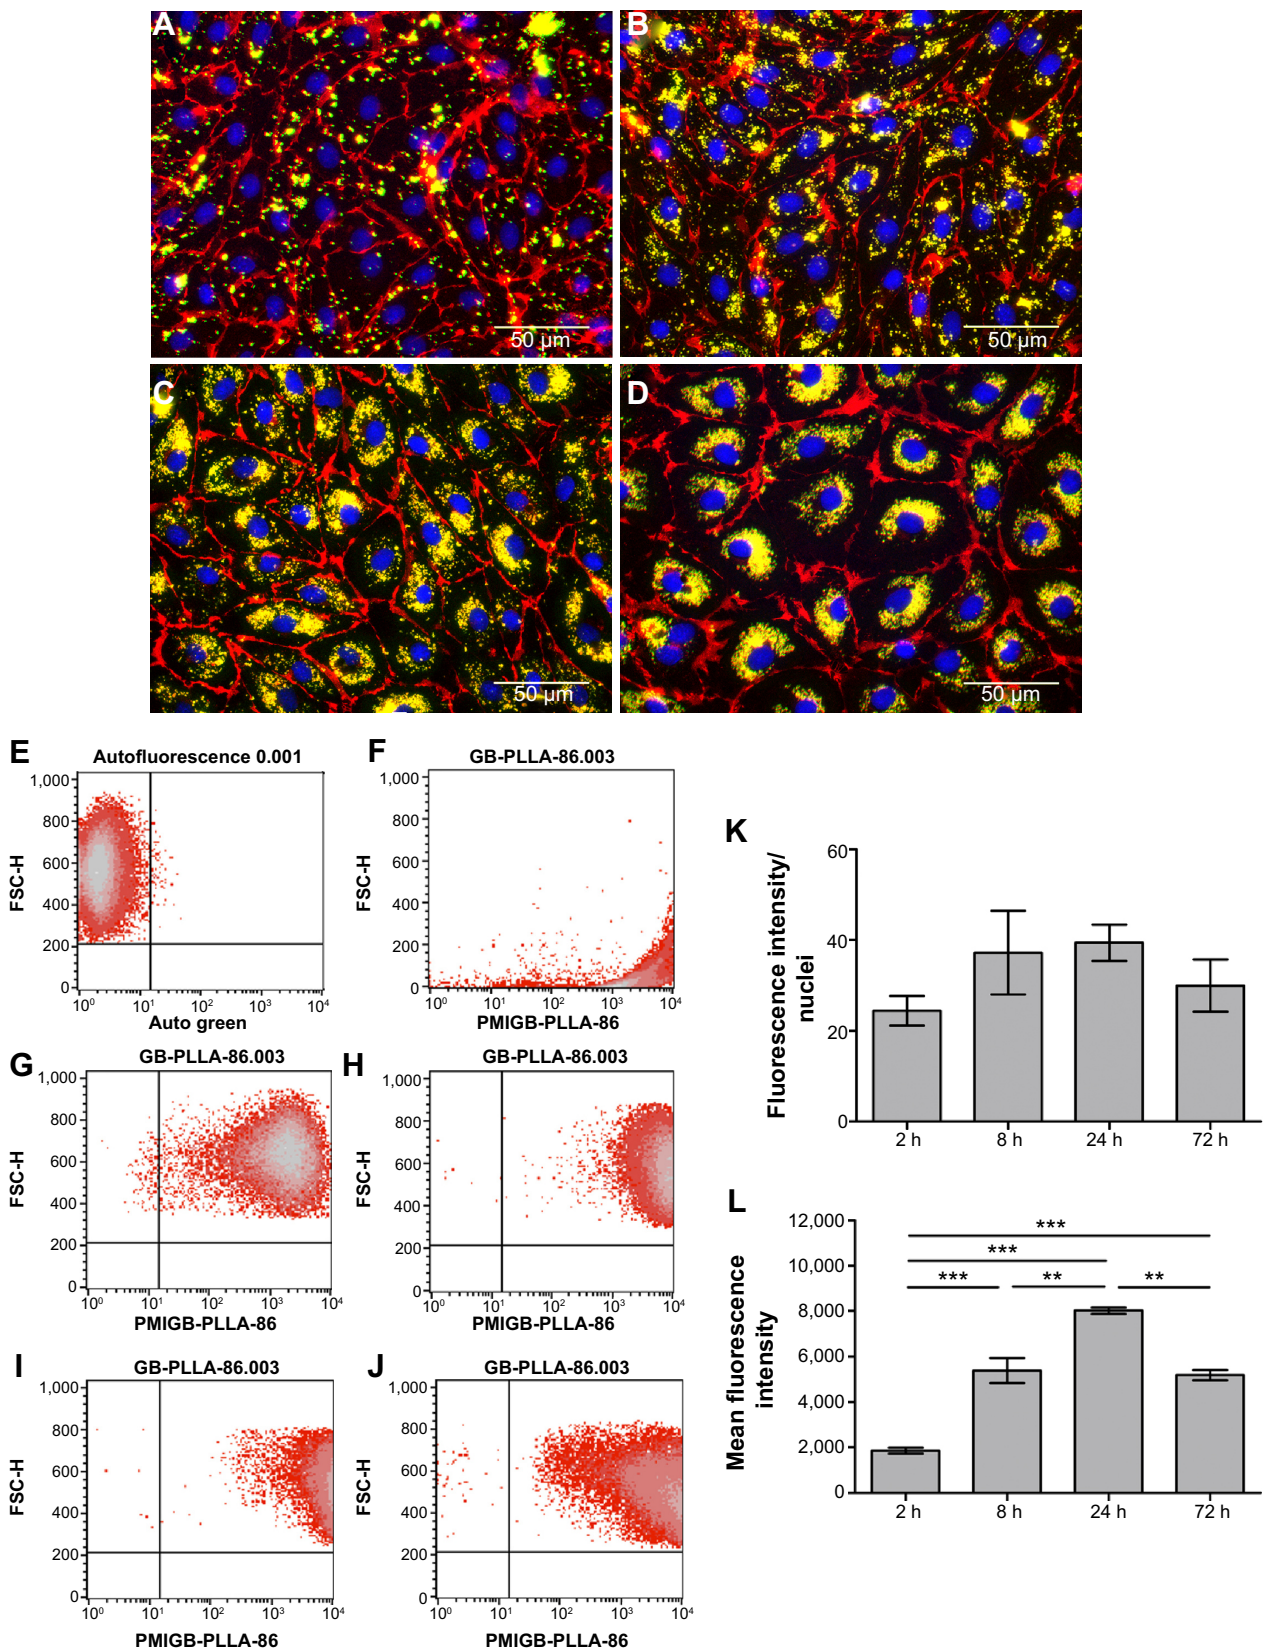 A
B
50 µm
50 µm
C
D
50 µm
50 µm
E
Autofluorescence 0.001
FSC-H
1,000
800
600
400
200
0
10⁰ 10¹ 10² 10³ 10⁴
Auto green
F
GB-PLLA-86.003
FSC-H
1,000
800
600
400
200
0
10⁰ 10¹ 10² 10³ 10⁴
PMIGB-PLLA-86
G
GB-PLLA-86.003
FSC-H
1,000
800
600
400
200
0
10⁰ 10¹ 10² 10³ 10⁴
PMIGB-PLLA-86
H
GB-PLLA-86.003
FSC-H
1,000
800
600
400
200
0
10⁰ 10¹ 10² 10³ 10⁴
PMIGB-PLLA-86
I
GB-PLLA-86.003
FSC-H
1,000
800
600
400
200
0
10⁰ 10¹ 10² 10³ 10⁴
PMIGB-PLLA-86
J
GB-PLLA-86.003
FSC-H
1,000
800
600
400
200
0
10⁰ 10¹ 10² 10³ 10⁴
PMIGB-PLLA-86
K
Fluorescence intensity/
nuclei
60
40
20
0
2 h 8 h 24 h 72 h
L
Mean fluorescence
intensity
12,000
10,000
8,000
6,000
4,000
2,000
0
***
***
*** ** **
2 h 8 h 24 h 72 h